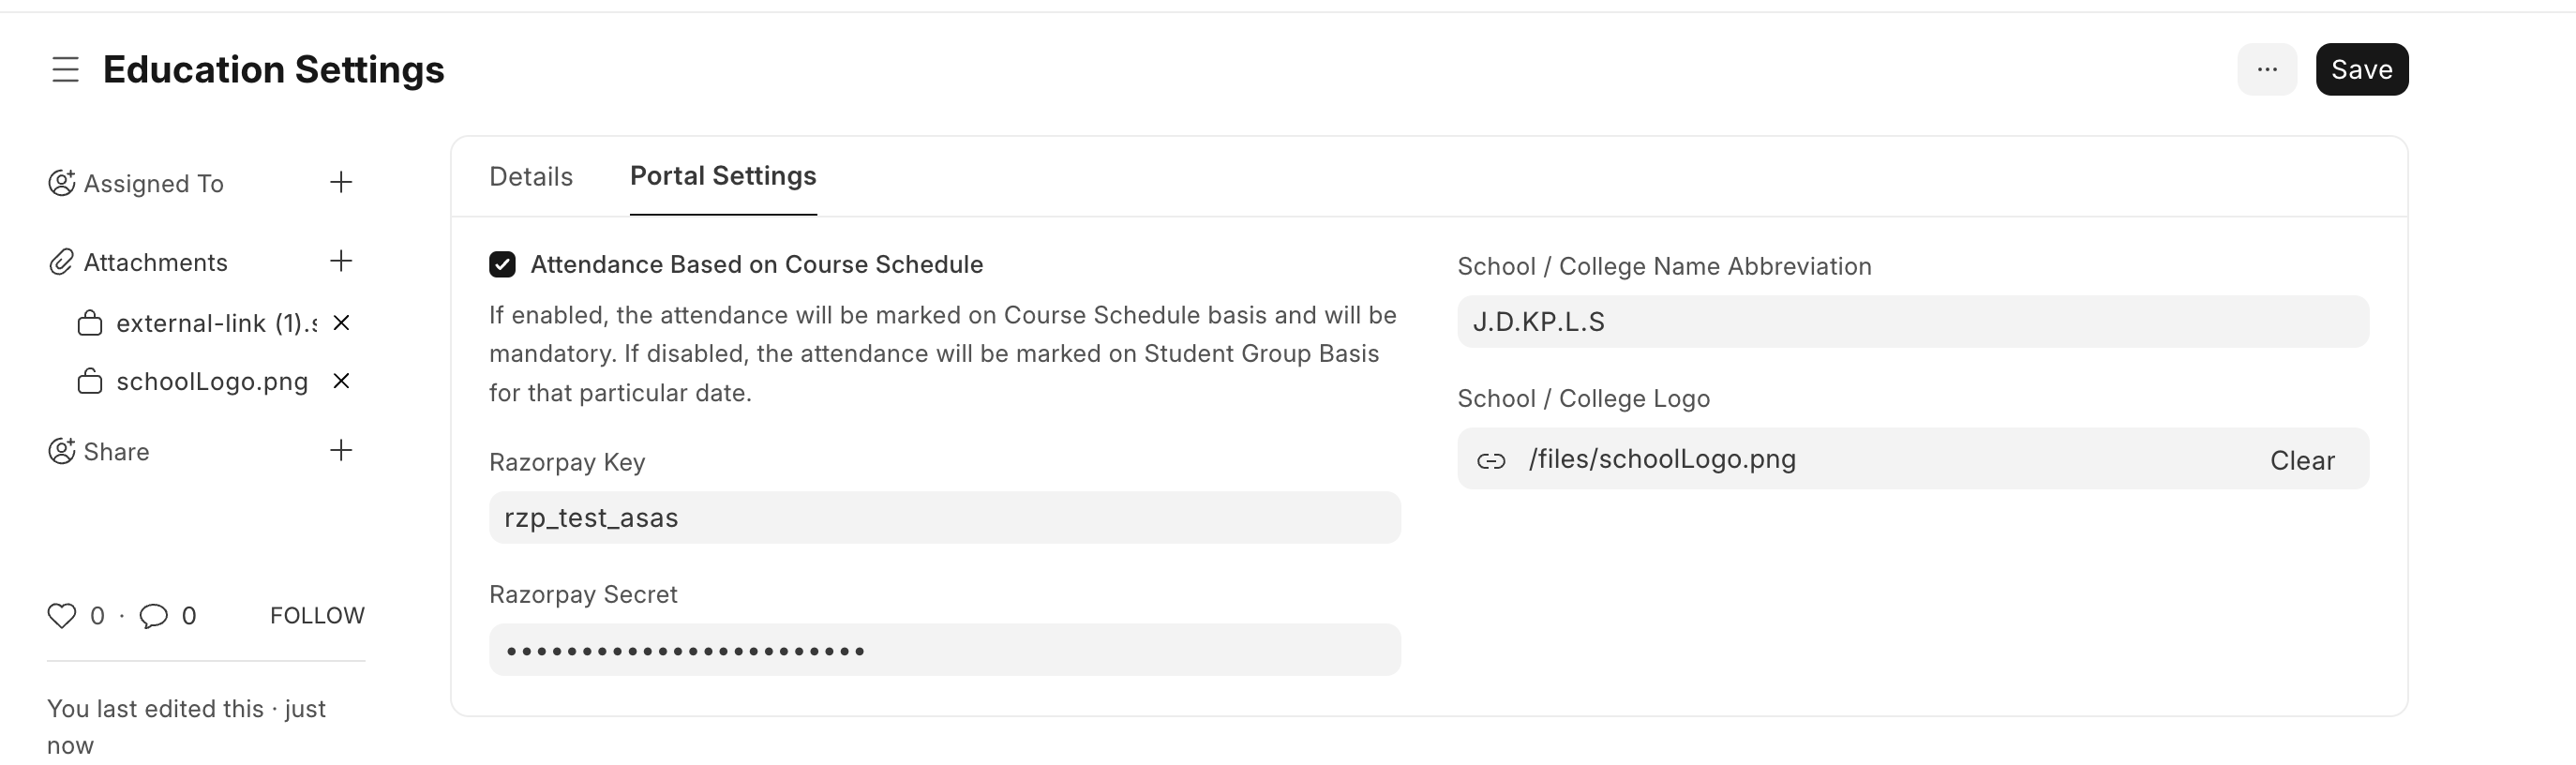 Education Settings
...
Save
Assigned To
Attachments
external-link (1).s
schoolLogo.png
Share
0 · 0
FOLLOW
You last edited this · just
now
Details
Portal Settings
Attendance Based on Course Schedule
If enabled, the attendance will be marked on Course Schedule basis and will be
mandatory. If disabled, the attendance will be marked on Student Group Basis
for that particular date.
Razorpay Key
rzp_test_asas
Razorpay Secret
••••••••••••••••••••••••
School / College Name Abbreviation
J.D.KP.L.S
School / College Logo
/files/schoolLogo.png
Clear